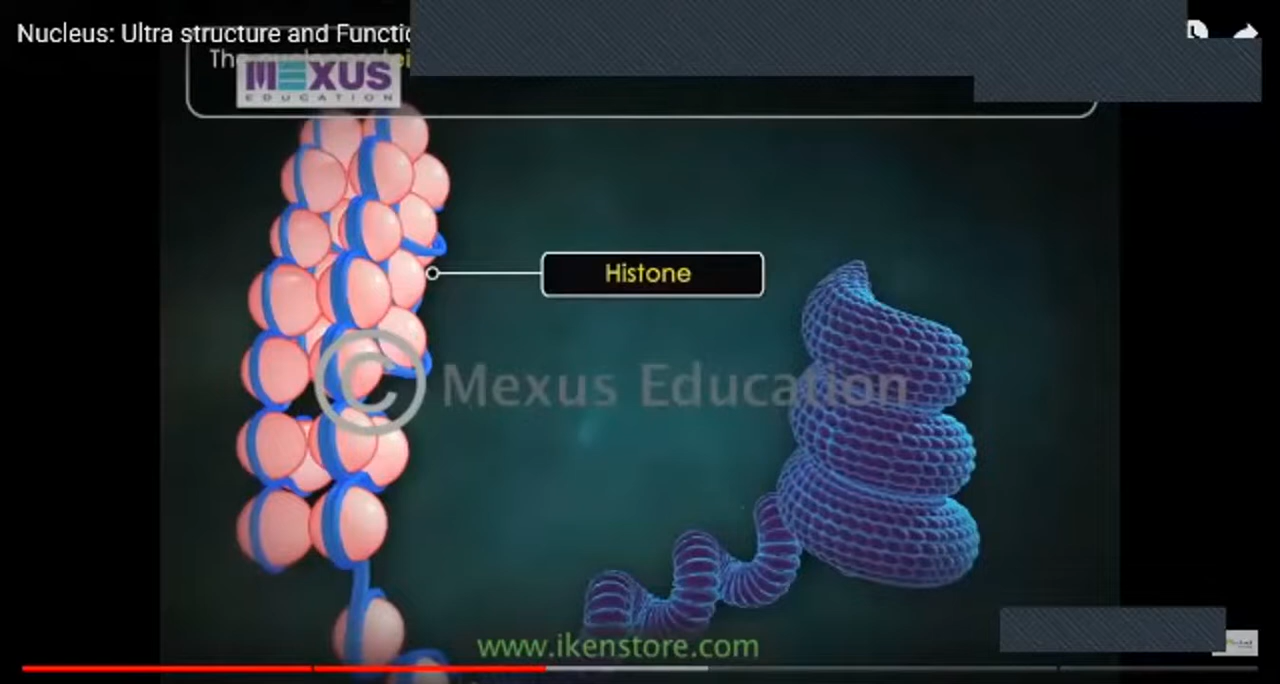 Nucleus: Ultra structure and Functio
MEXUS
EDUCATION
Histone
© Mexus Education
www.ikenstore.com